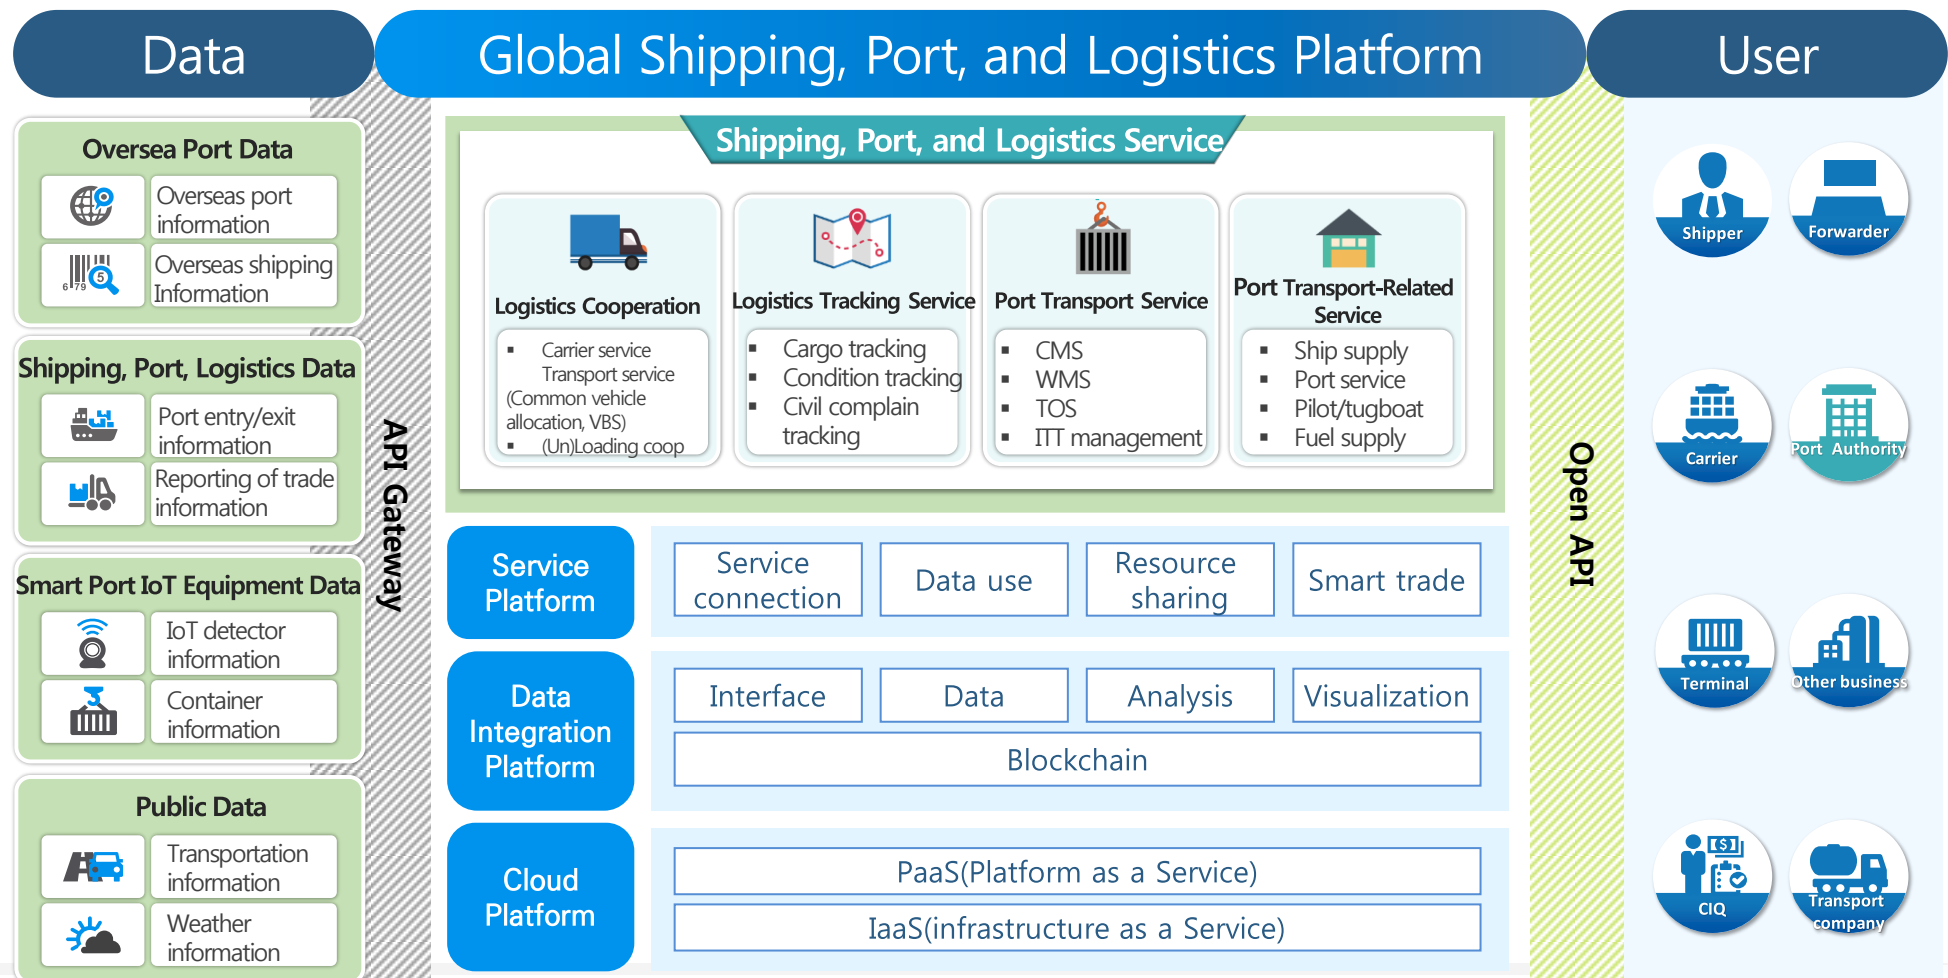 Data
Global Shipping, Port, and Logistics Platform
User
Oversea Port Data
Overseas port
information
6 79
5
Overseas shipping
Information
Shipping, Port, Logistics Data
Port entry/exit
information
Reporting of trade
information
Smart Port IoT Equipment Data
IoT detector
information
Container
information
Public Data
Transportation
information
Weather
information
API Gateway
Shipping, Port, and Logistics Service
Logistics Cooperation
▪ Carrier service
Transport service
(Common vehicle
allocation, VBS)
▪ (Un)Loading coop
Logistics Tracking Service
▪ Cargo tracking
▪ Condition tracking
▪ Civil complain
tracking
Port Transport Service
▪ CMS
▪ WMS
▪ TOS
▪ ITT management
Port Transport-Related
Service
▪ Ship supply
▪ Port service
▪ Pilot/tugboat
▪ Fuel supply
Service
Platform
Service
connection
Data use
Resource
sharing
Smart trade
Data
Integration
Platform
Interface
Data
Analysis
Visualization
Blockchain
Cloud
Platform
PaaS(Platform as a Service)
IaaS(infrastructure as a Service)
Open API
Shipper
Forwarder
Carrier
Port Authority
Terminal
Other business
$
CIQ
Transport
company